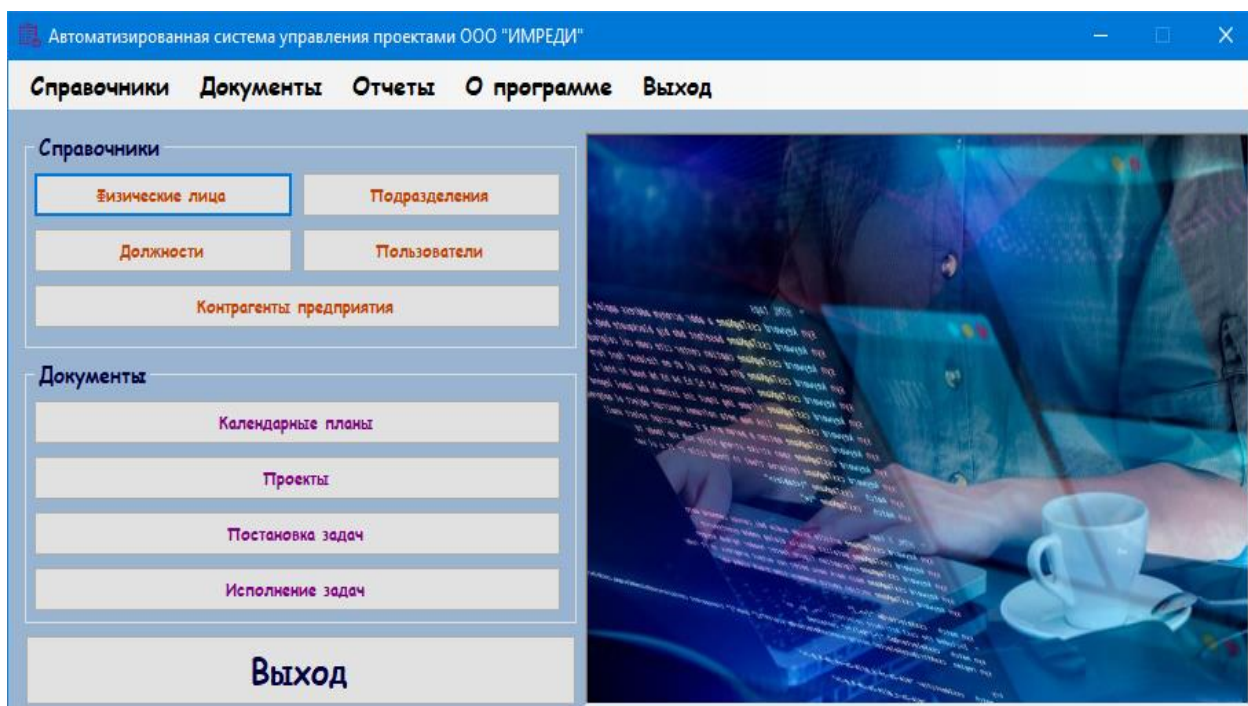 Автоматизированная система управления проектами ООО "ИМРЕДИ"
Справочники Документы Отчеты О программе Выход
Справочники
Физические лица Подразделения
Должности Пользователи
Контрагенты предприятия
Документы
Календарные планы
Проекты
Постановка задач
Исполнение задач
Выход